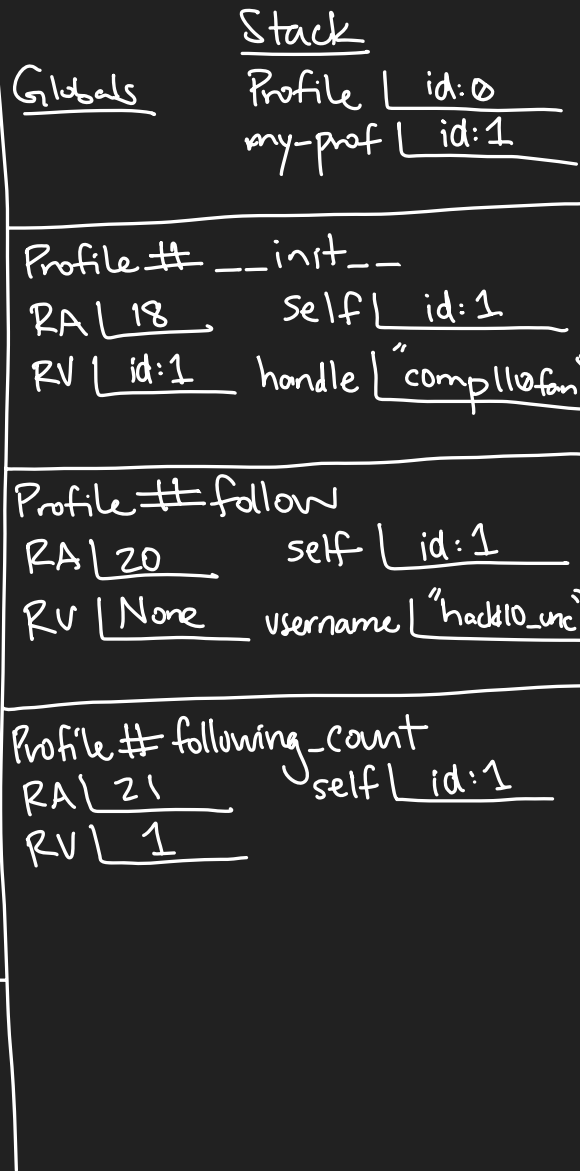 Stack
Globals
Profile id:0
my-prof id:1
Profile# __init__
RA 18 self id:1
RV id:1 handle "comp110fan"
Profile#follow
RA 20 self id:1
RV None username "hack110_unc"
Profile#following_count
RA 21 self id:1
RV 1